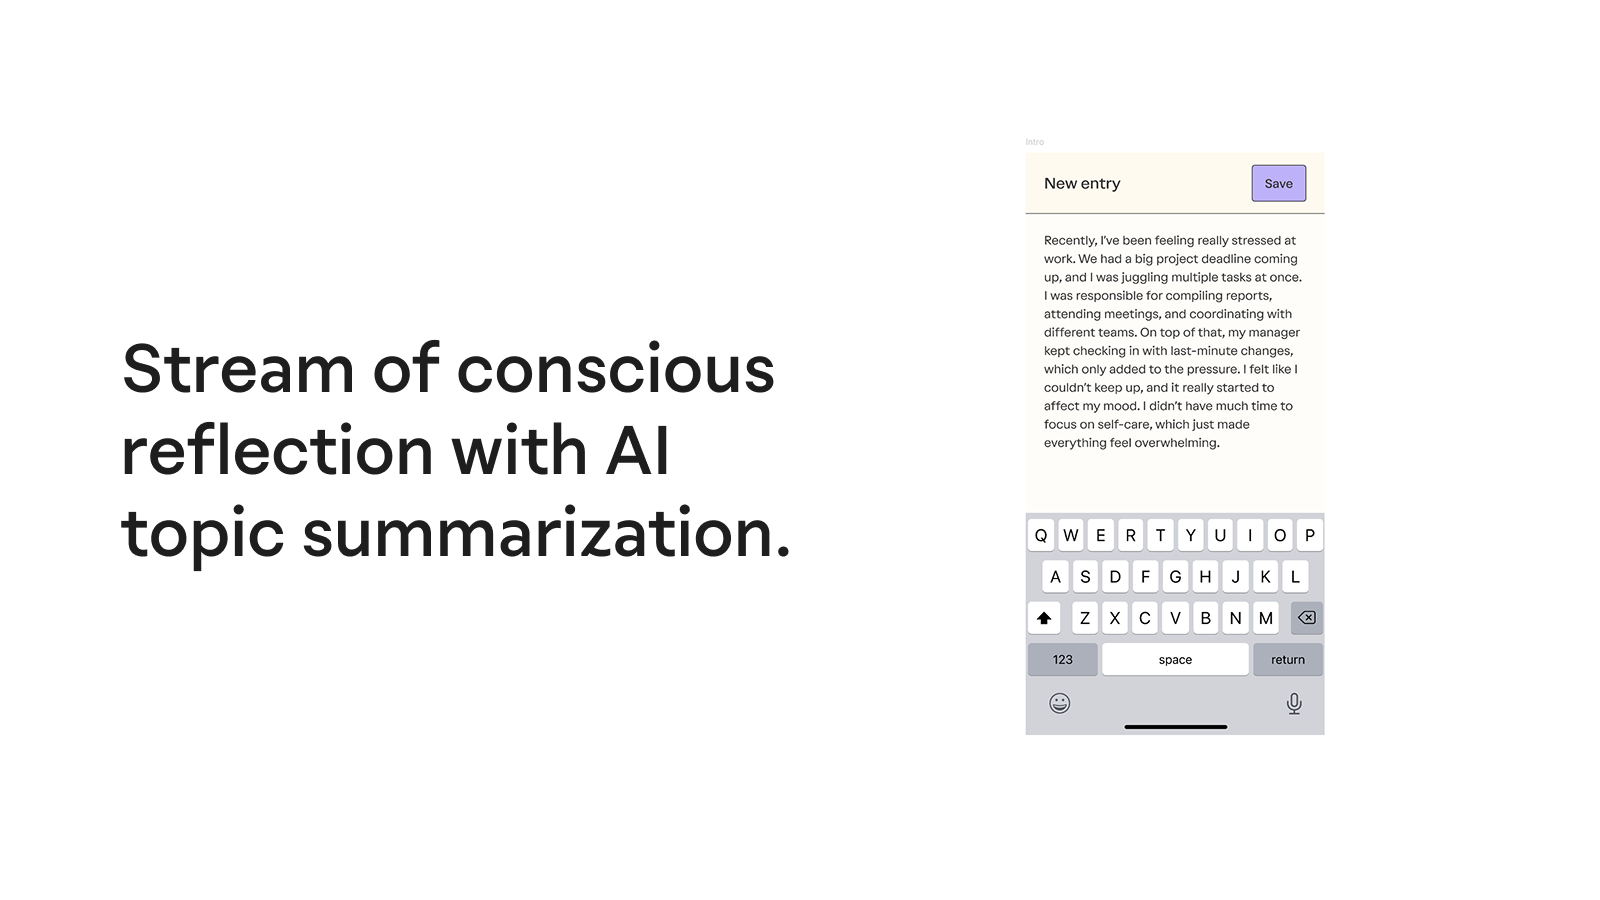 Stream of conscious
reflection with AI
topic summarization.
Intro
New entry
Save
Recently, I've been feeling really stressed at
work. We had a big project deadline coming
up, and I was juggling multiple tasks at once.
I was responsible for compiling reports,
attending meetings, and coordinating with
different teams. On top of that, my manager
kept checking in with last-minute changes,
which only added to the pressure. I felt like I
couldn't keep up, and it really started to
affect my mood. I didn't have much time to
focus on self-care, which just made
everything feel overwhelming.
Q W E R T Y U I O P
A S D F G H J K L
Z X C V B N M
123 space return